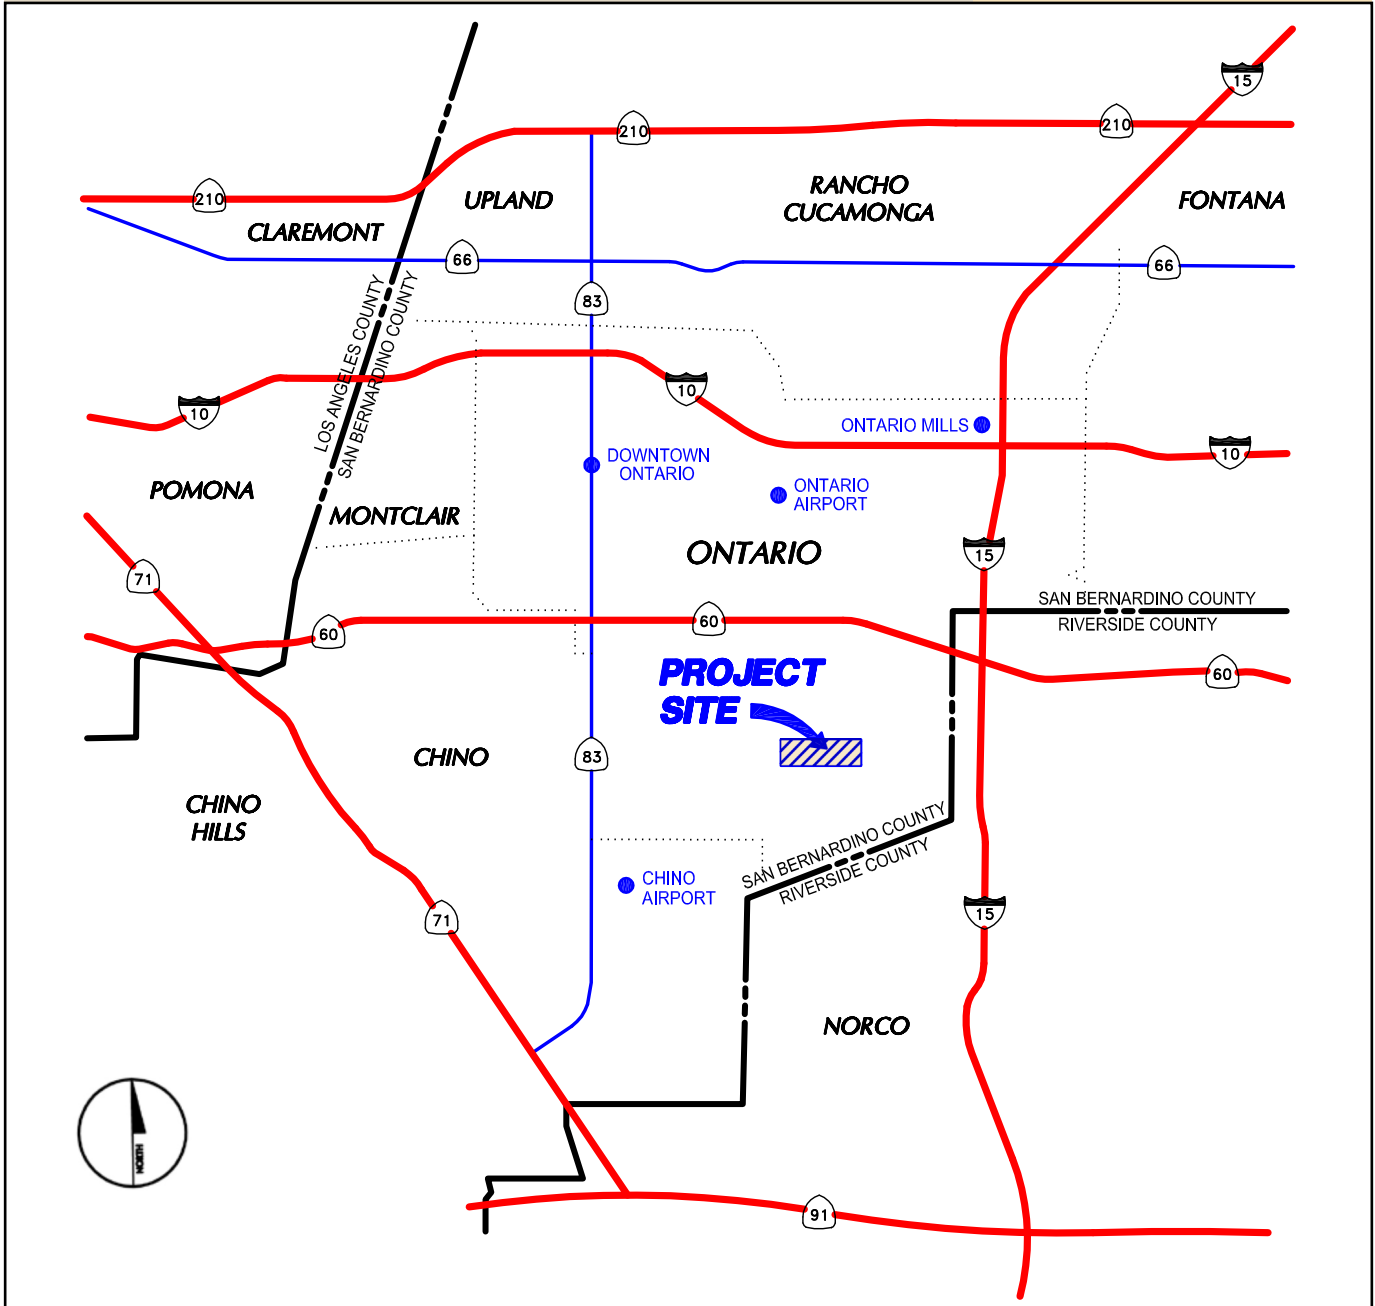 15
210
210
210
UPLAND
RANCHO
CUCAMONGA
FONTANA
CLAREMONT
66
66
LOS ANGELES COUNTY
SAN BERNARDINO COUNTY
83
10
10
ONTARIO MILLS
10
DOWNTOWN
ONTARIO
ONTARIO
AIRPORT
POMONA
MONTCLAIR
ONTARIO
15
71
SAN BERNARDINO COUNTY
RIVERSIDE COUNTY
60
60
60
PROJECT
SITE
CHINO
83
CHINO
HILLS
SAN BERNARDINO COUNTY
RIVERSIDE COUNTY
CHINO
AIRPORT
71
15
NORCO
NORTH
91